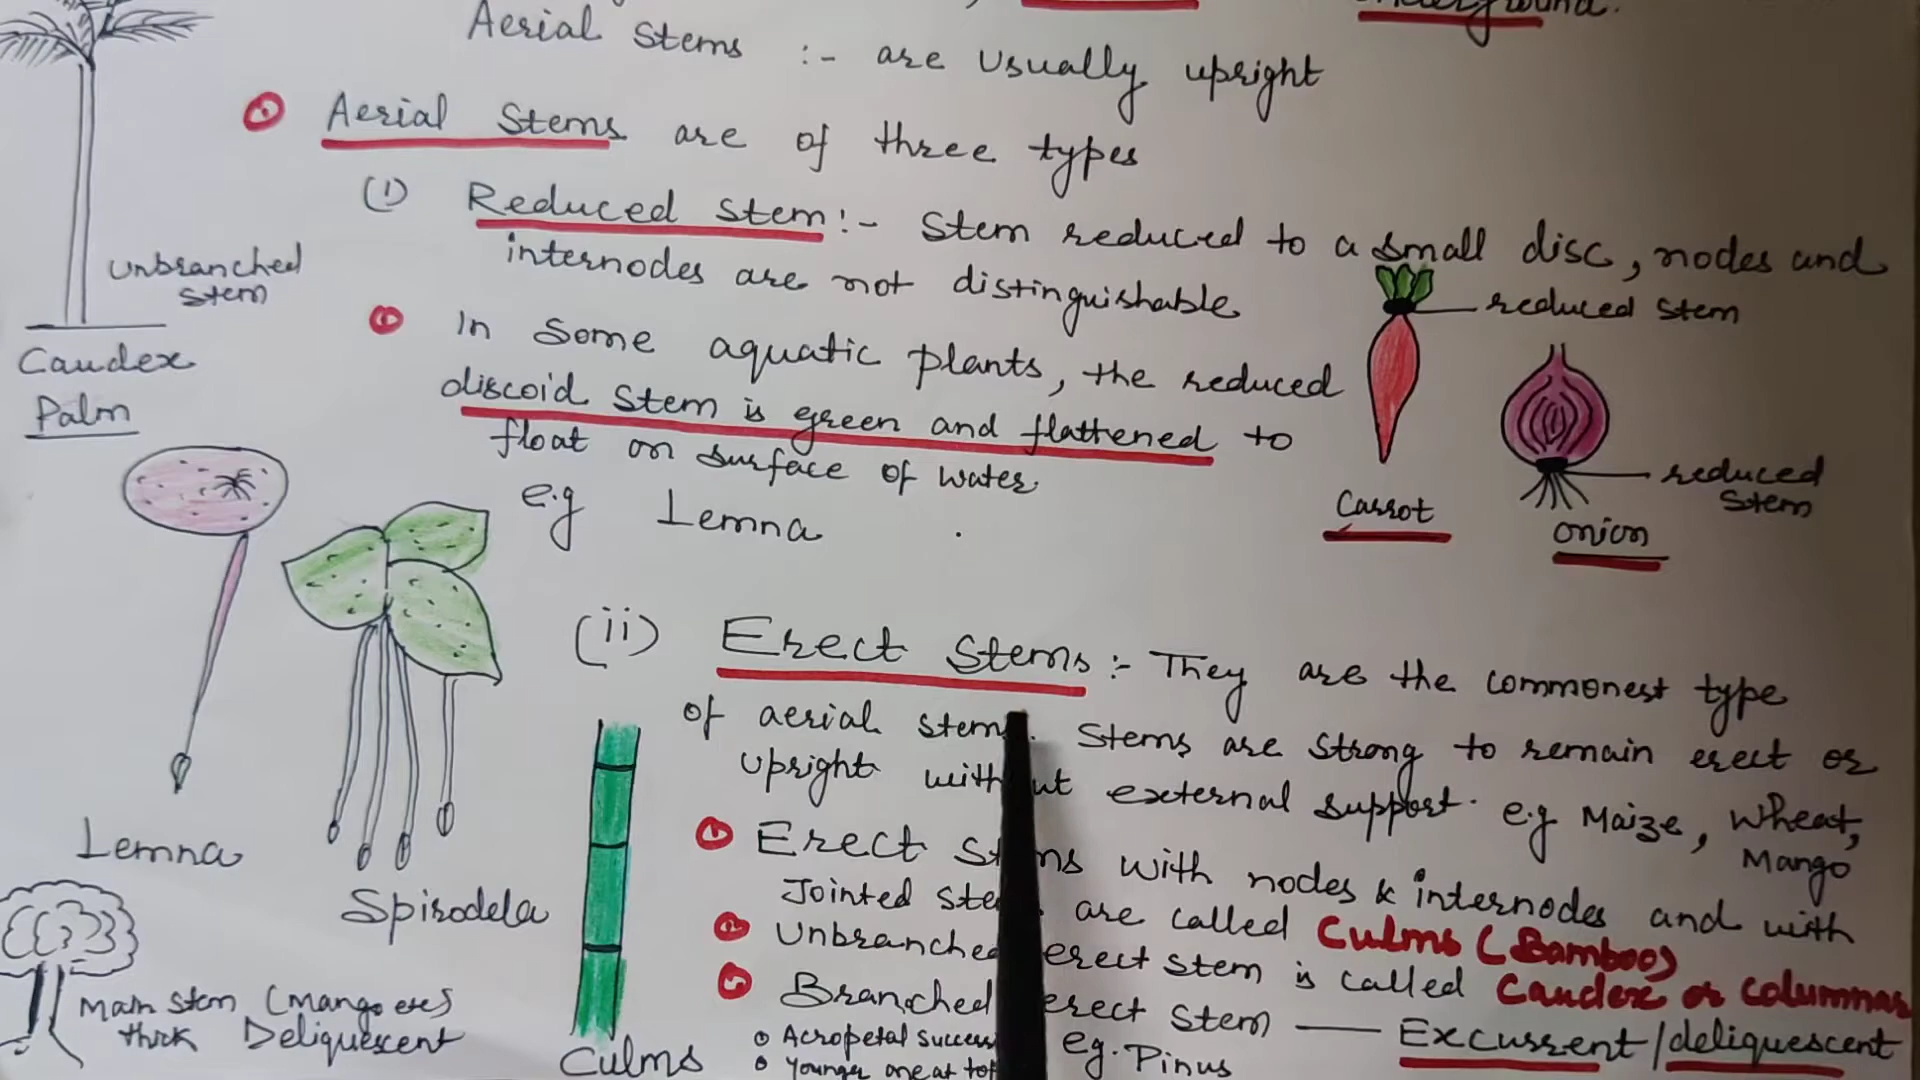 underground.
Aerial Stems :- are usually upright
Aerial Stems are of three types
(1) Reduced Stem :- Stem reduced to a small disc, nodes and
internodes are not distinguishable
In some aquatic plants, the reduced
discoid stem is green and flattened to
float on surface of water
e.g Lemna
unbranched
stem
Caudex
Palm
reduced stem
Carrot
reduced
stem
onion
Lemna
Spirodela
(ii) Erect Stems :- They are the commonest type
of aerial stem. Stems are strong to remain erect or
upright without external support. e.g Maize, Wheat,
Mango
Erect stems with nodes & internodes and with
Jointed are called Culms (Bamboo)
Unbranched erect stem is called Caudex or columnar
Branched erect stem — Excurrent/deliquescent
Acropetal eg. Pinus
Younger one at
Culms
Main stem (Mango)
thick Deliquescent